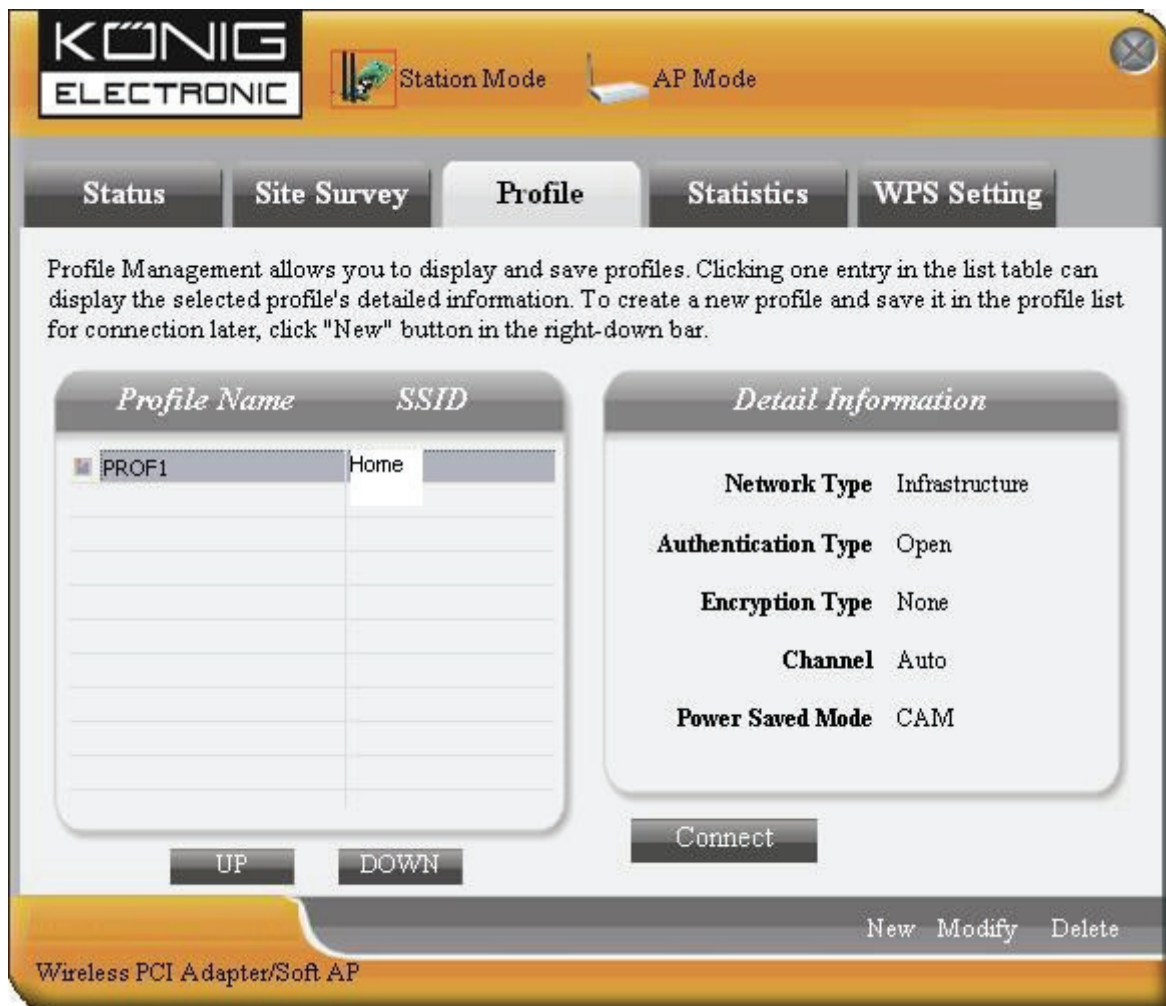 KÖNIG
ELECTRONIC
Station Mode
AP Mode
Status
Site Survey
Profile
Statistics
WPS Setting
Profile Management allows you to display and save profiles. Clicking one entry in the list table can
display the selected profile's detailed information. To create a new profile and save it in the profile list
for connection later, click "New" button in the right-down bar.
Profile Name SSID
PROF1 Home
UP DOWN
Detail Information
Network Type Infrastructure
Authentication Type Open
Encryption Type None
Channel Auto
Power Saved Mode CAM
Connect
New Modify Delete
Wireless PCI Adapter/Soft AP